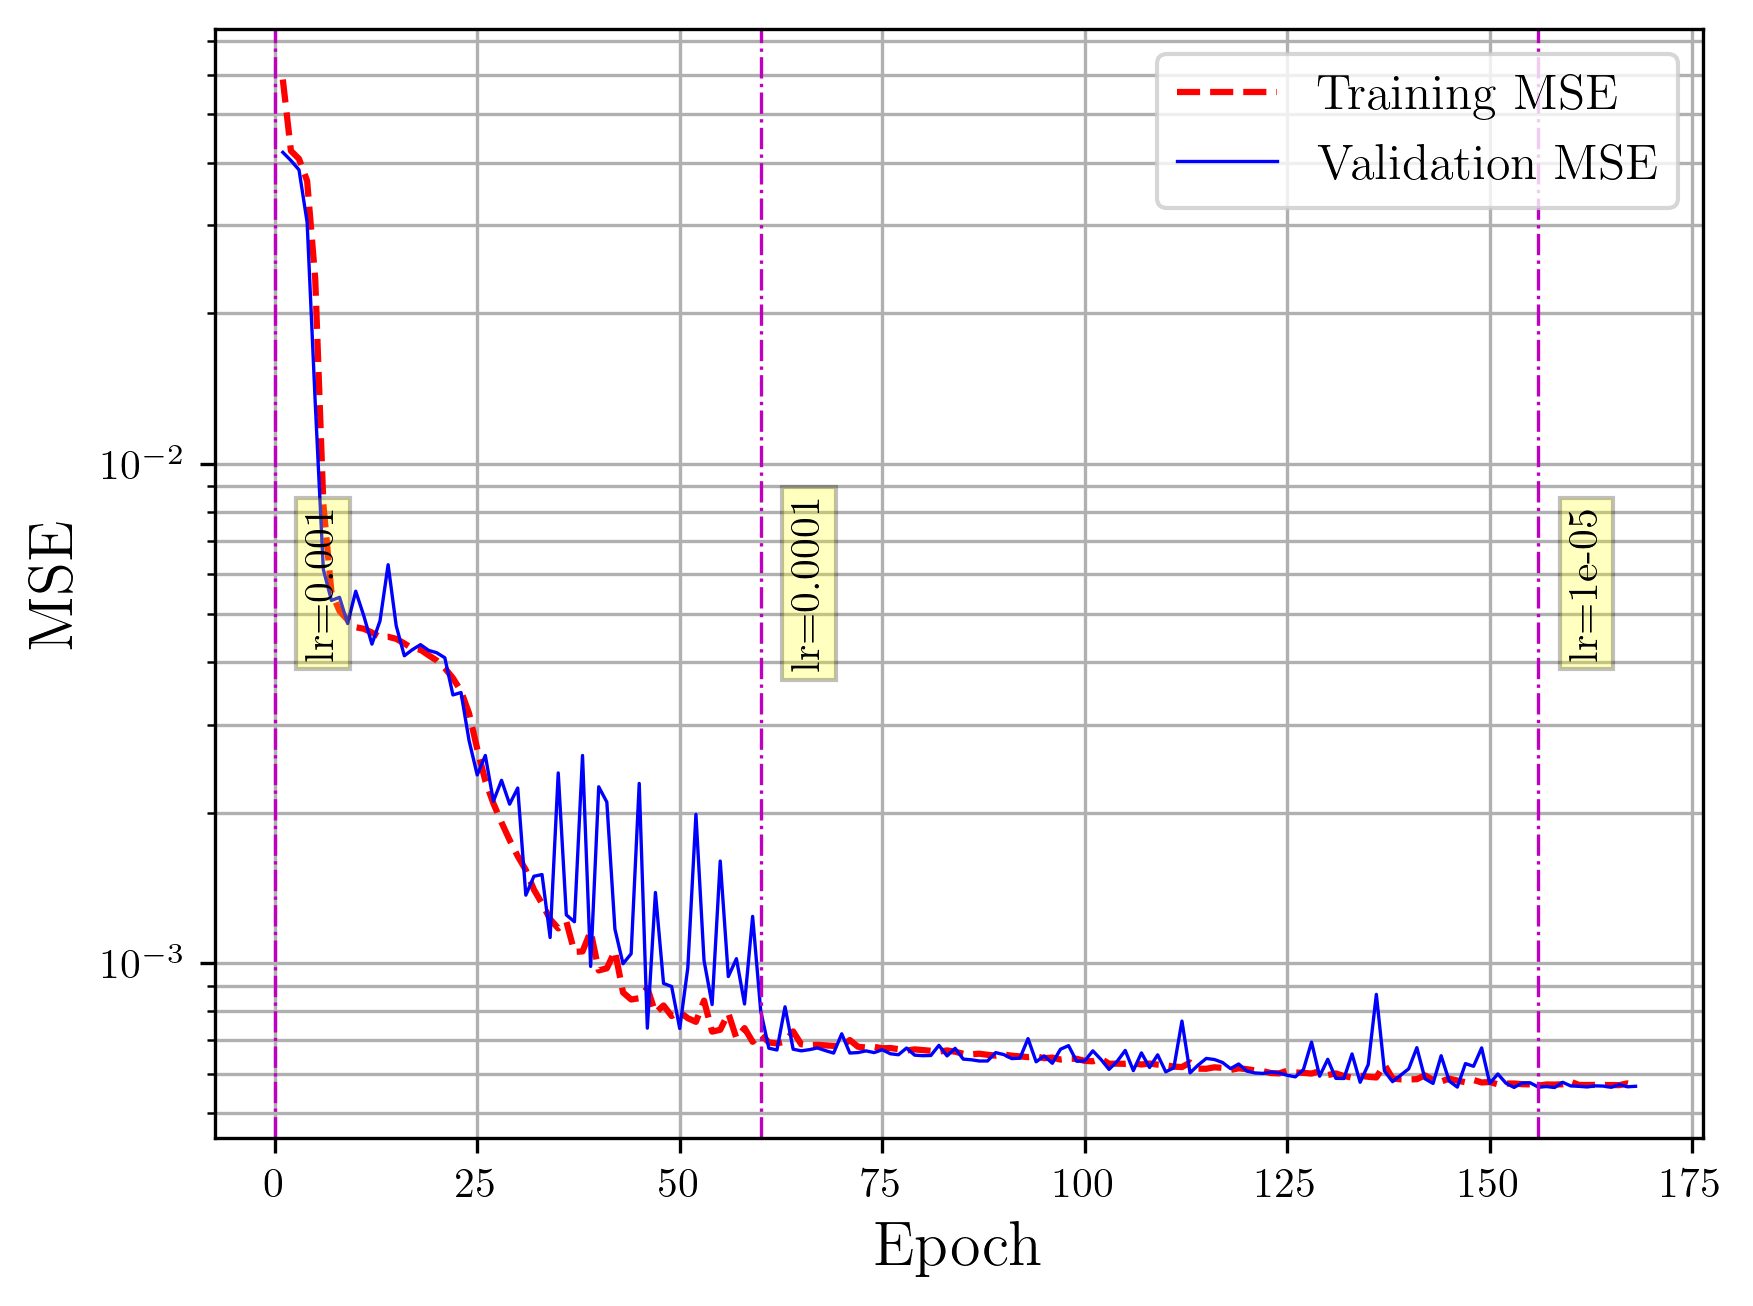 Training MSE
Validation MSE
MSE
10⁻²
10⁻³
lr=0.001
lr=0.0001
lr=1e-05
0 25 50 75 100 125 150 175
Epoch